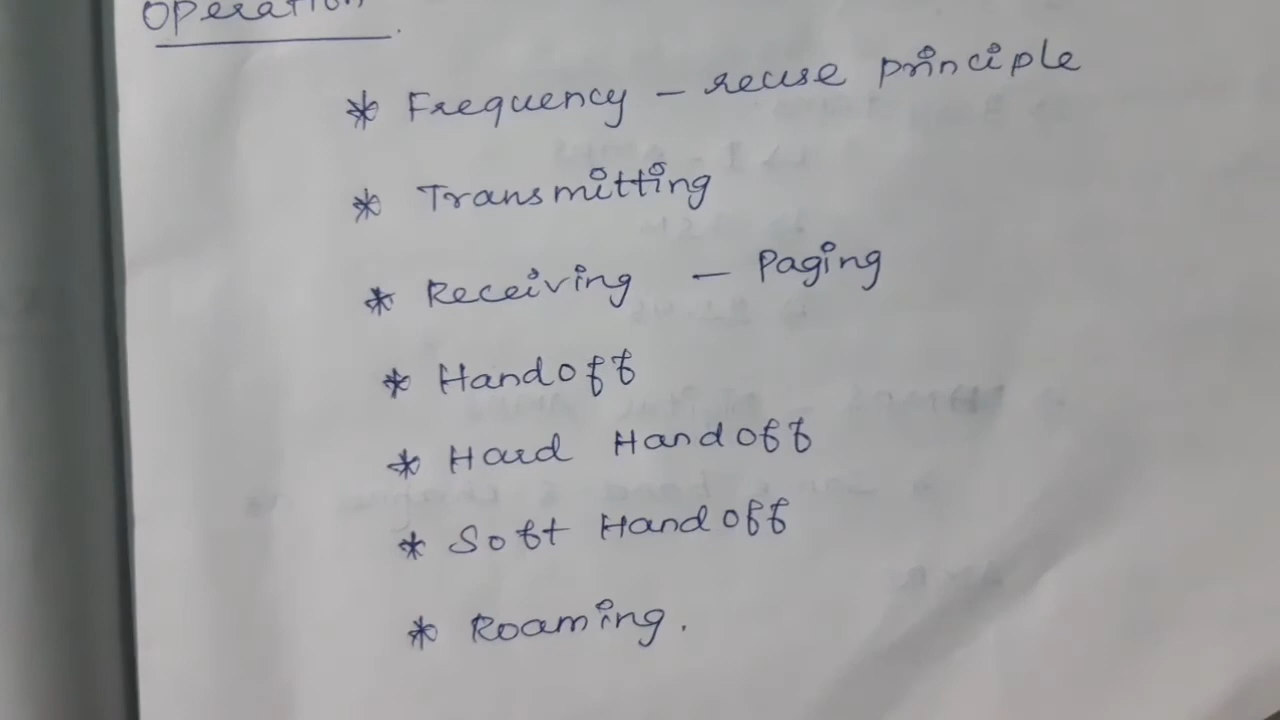 Operation
* Frequency - reuse principle
* Transmitting
* Receiving - Paging
* Handoff
* Hard Handoff
* Soft Handoff
* Roaming.